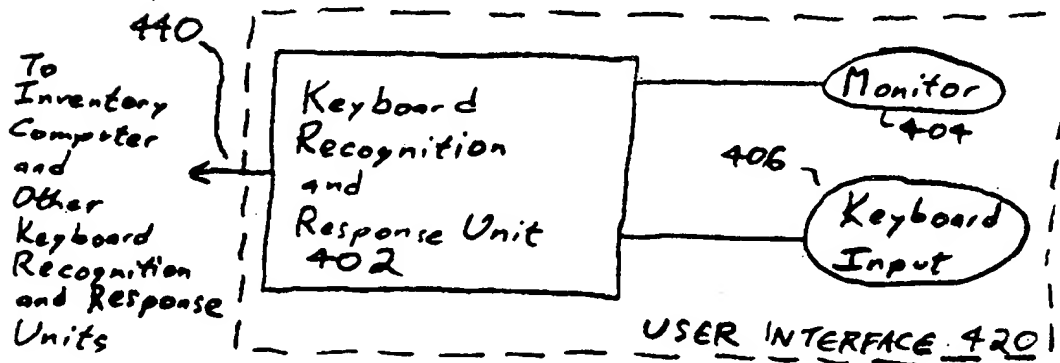 440
To
Inventory
Computer
and
Other
Keyboard
Recognition
and Response
Units
Keyboard
Recognition
and
Response Unit
402
Monitor
404
406
Keyboard
Input
USER INTERFACE 420